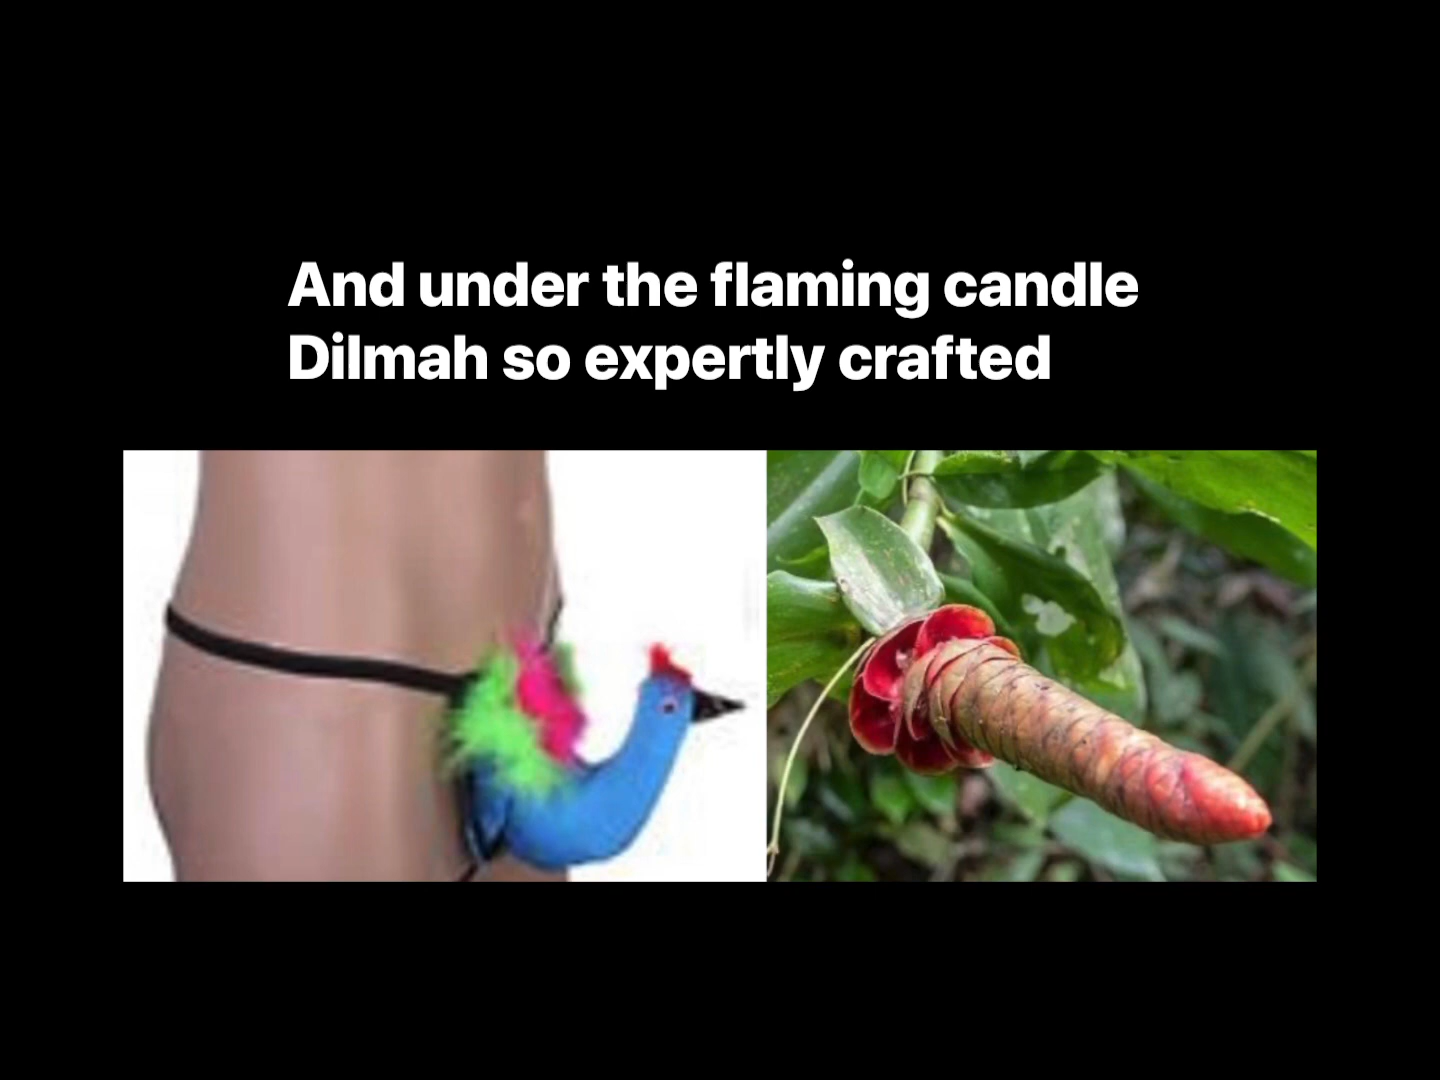 And under the flaming candle
Dilmah so expertly crafted